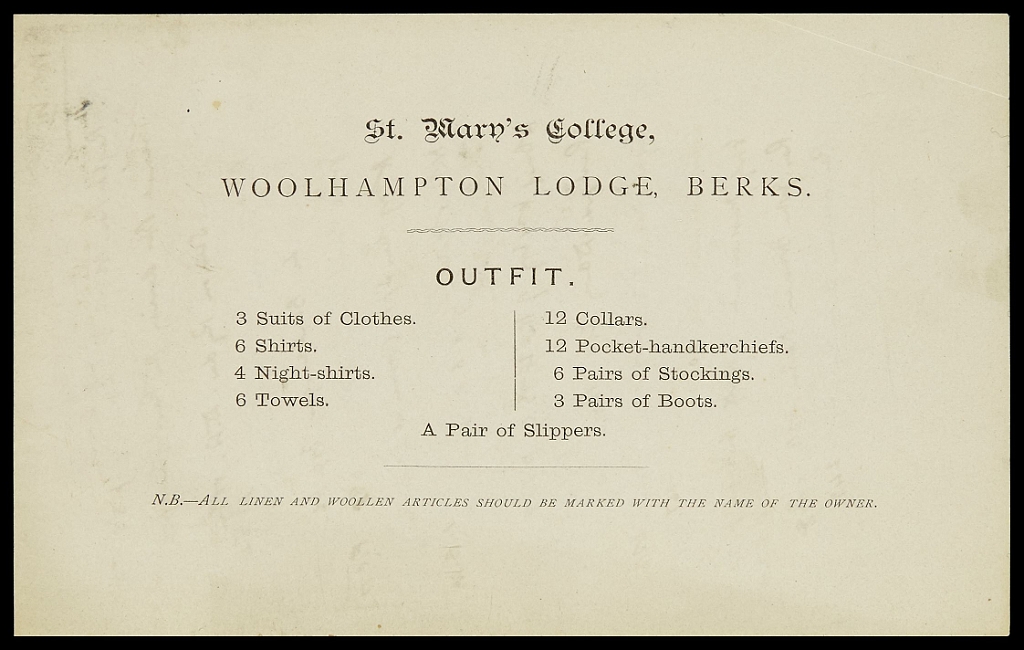 St. Mary's College,
WOOLHAMPTON LODGE, BERKS.
OUTFIT.
3 Suits of Clothes.
6 Shirts.
4 Night-shirts.
6 Towels.
12 Collars.
12 Pocket-handkerchiefs.
6 Pairs of Stockings.
3 Pairs of Boots.
A Pair of Slippers.
N.B.—ALL LINEN AND WOOLLEN ARTICLES SHOULD BE MARKED WITH THE NAME OF THE OWNER.